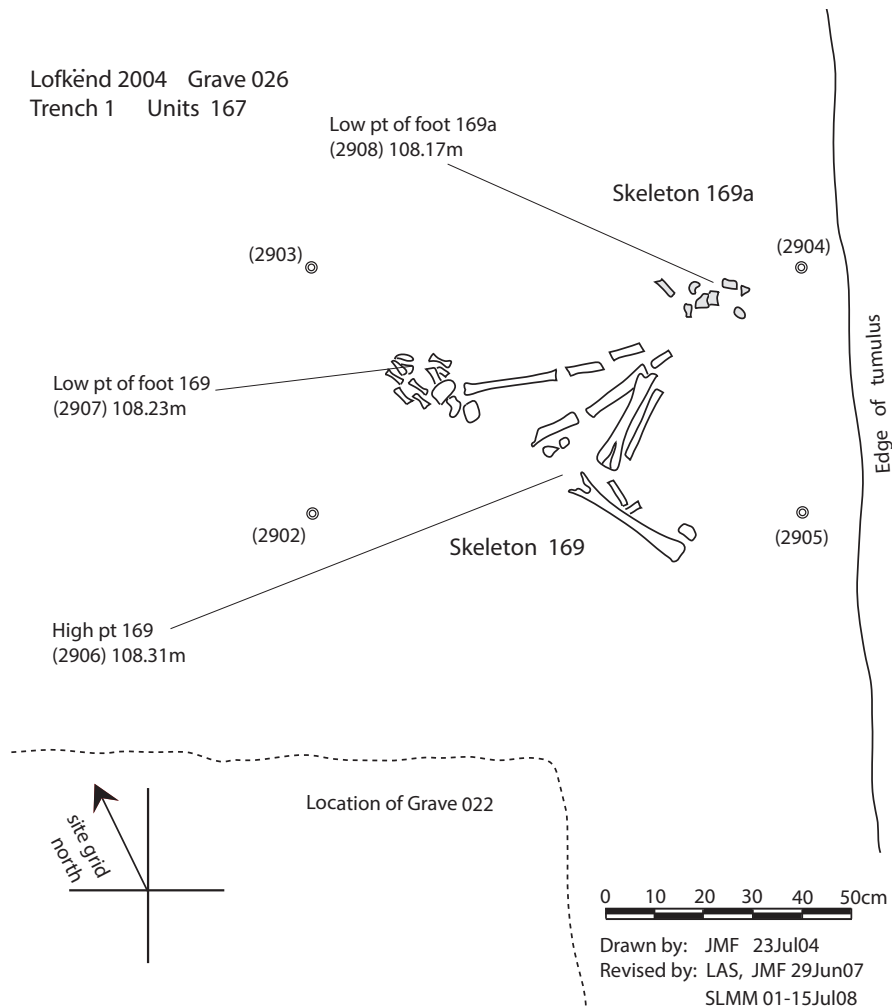 Lofkënd 2004 Grave 026
Trench 1 Units 167
Low pt of foot 169a
(2908) 108.17m
Skeleton 169a
(2903)
(2904)
Edge of tumulus
Low pt of foot 169
(2907) 108.23m
(2902)
Skeleton 169
(2905)
High pt 169
(2906) 108.31m
Location of Grave 022
site grid
north
0 10 20 30 40 50cm
Drawn by: JMF 23Jul04
Revised by: LAS, JMF 29Jun07
SLMM 01-15Jul08